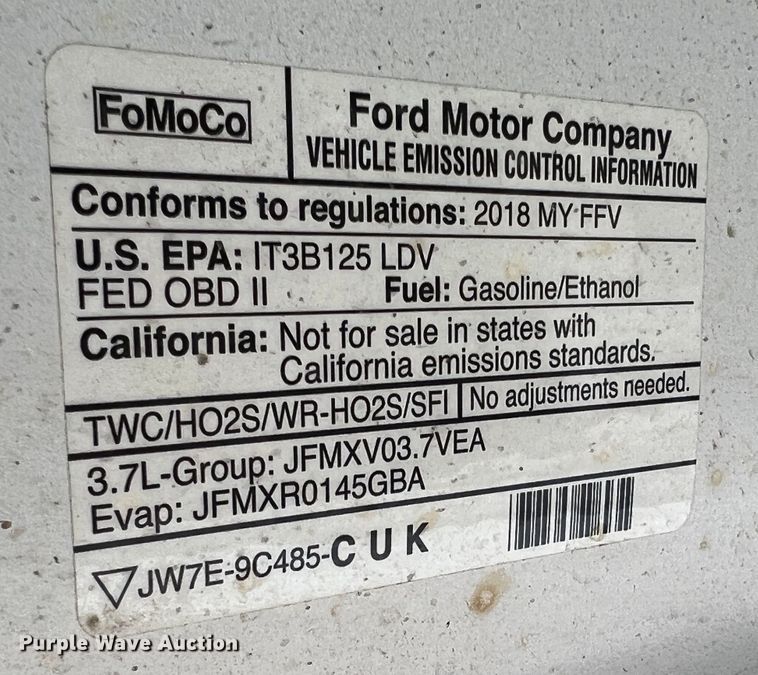 FoMoCo
Ford Motor Company
VEHICLE EMISSION CONTROL INFORMATION
Conforms to regulations: 2018 MY FFV
U.S. EPA: IT3B125 LDV
FED OBD II Fuel: Gasoline/Ethanol
California: Not for sale in states with
California emissions standards.
TWC/HO2S/WR-HO2S/SFI No adjustments needed.
3.7L-Group: JFMXV03.7VEA
Evap: JFMXR0145GBA
JW7E-9C485-CUK
Purple Wave Auction